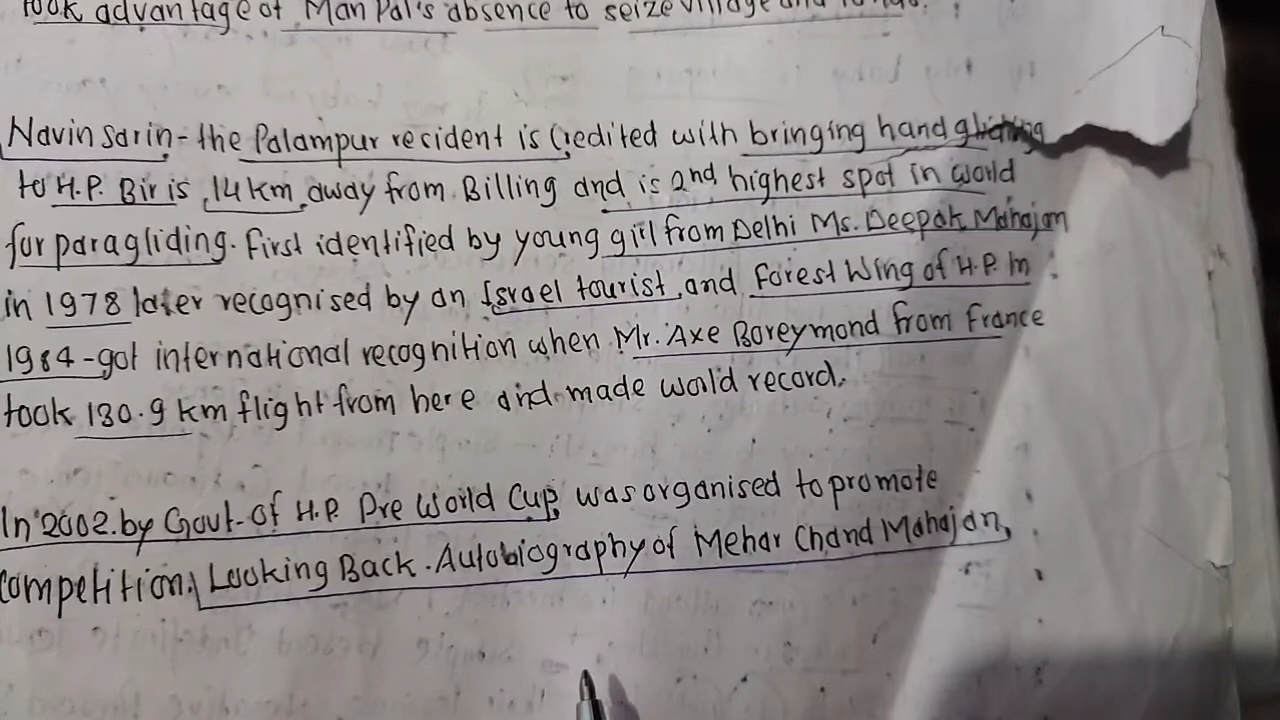 took advantage of Man Pal's absence to seize village and
Navin sarin - the Palampur recident is Credited with bringing hand gliding
to H.P. Bir is 14 km away from Billing and is 2nd highest spot in world
for paragliding. First identified by young girl from Delhi Ms. Deepak Mahajan
in 1978 later recognised by an Israel tourist and Forest Wing of H.P. In
1984 - got international recognition when Mr. Axe Boreymond from France
took 130.9 km flight from here and made world record.
In 2002 by Govt. of H.P. Pre World Cup was organised to promote
Competition. Looking Back. Autobiography of Mehar Chand Mahajan,